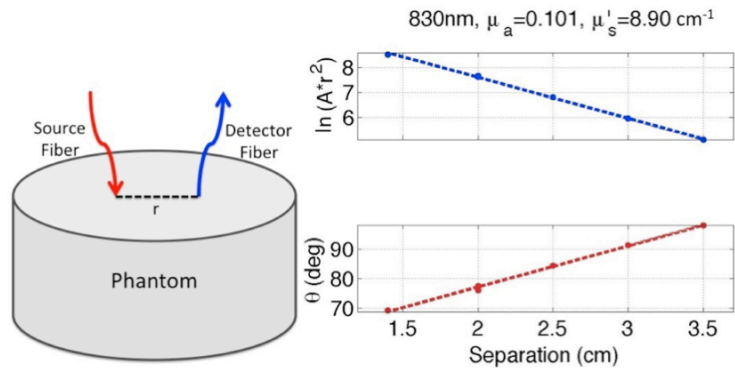 830nm, μa=0.101, μ's=8.90 cm-1
Source
Fiber
Detector
Fiber
r
Phantom
ln (A*r2)
8
7
6
θ (deg)
90
80
70
1.5
2
2.5
3
3.5
Separation (cm)